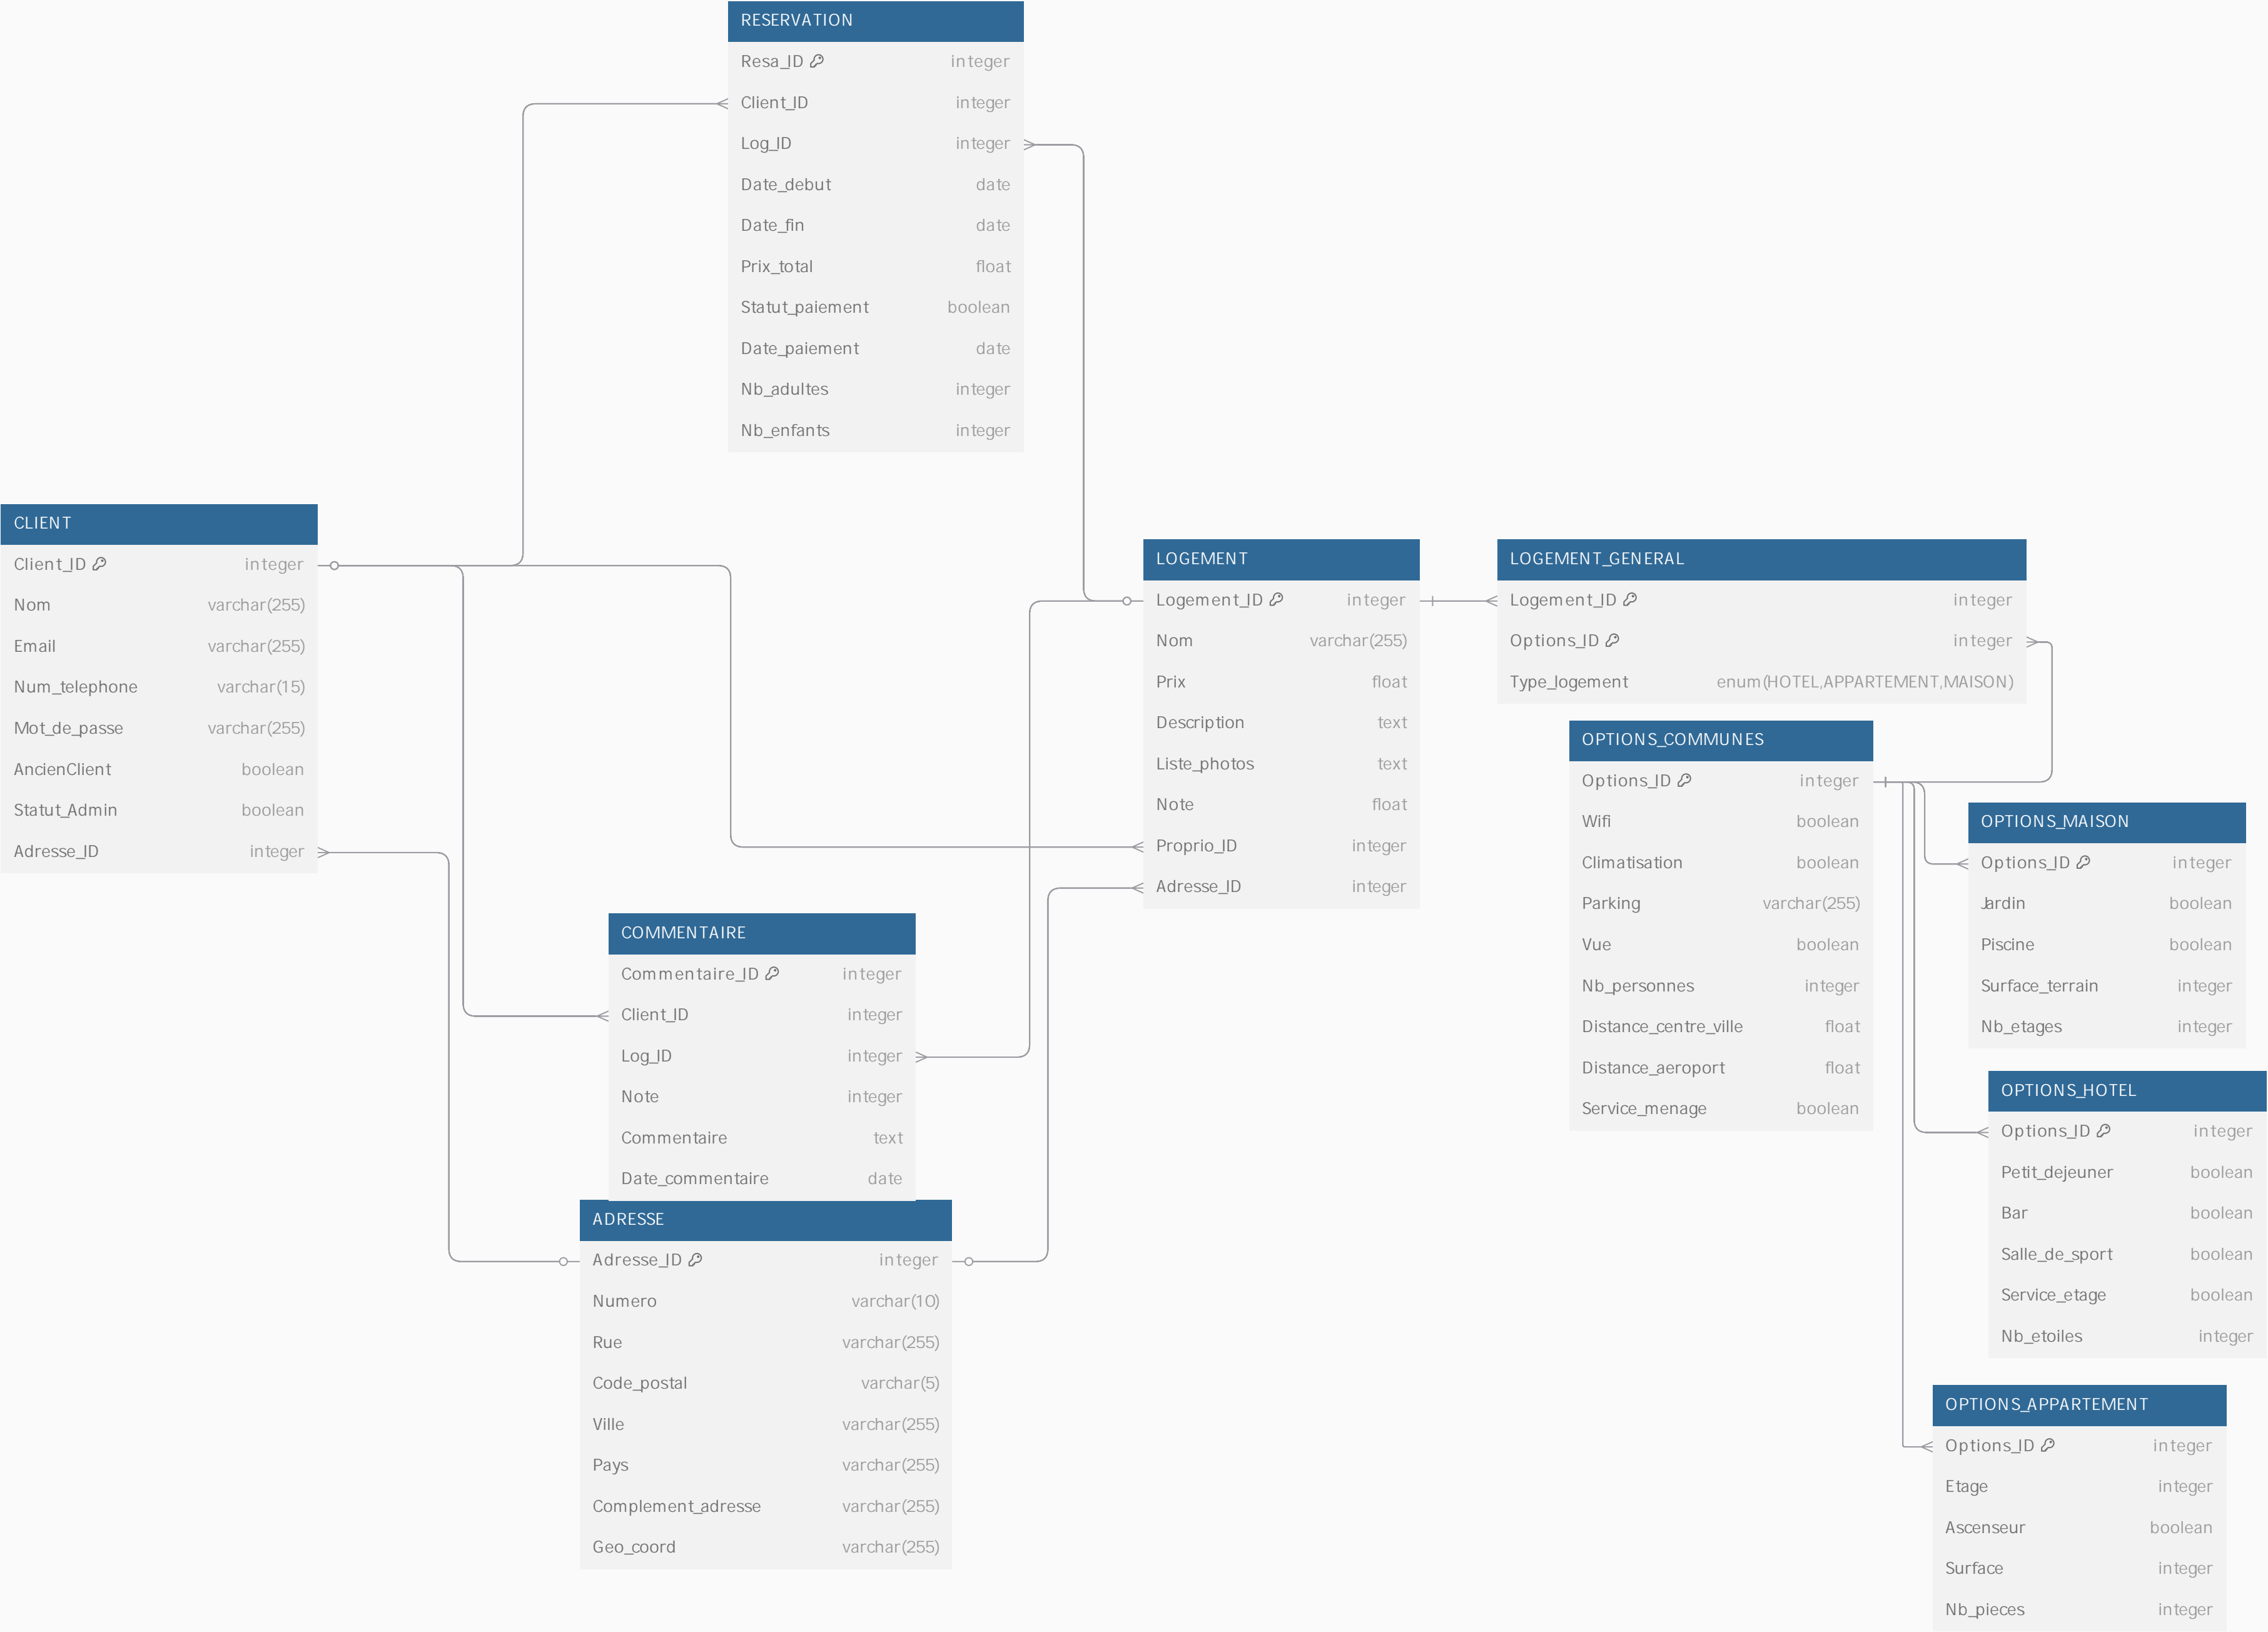 RESERVATION
Resa_ID integer
Client_ID integer
Log_ID integer
Date_debut date
Date_fin date
Prix_total float
Statut_paiement boolean
Date_paiement date
Nb_adultes integer
Nb_enfants integer
CLIENT
Client_ID integer
Nom varchar(255)
Email varchar(255)
Num_telephone varchar(15)
Mot_de_passe varchar(255)
AncienClient boolean
Statut_Admin boolean
Adresse_ID integer
LOGEMENT
Logement_ID integer
Nom varchar(255)
Prix float
Description text
Liste_photos text
Note float
Proprio_ID integer
Adresse_ID integer
LOGEMENT_GENERAL
Logement_ID integer
Options_ID integer
Type_logement enum(HOTEL,APPARTEMENT,MAISON)
OPTIONS_COMMUNES
Options_ID integer
Wifi boolean
Climatisation boolean
Parking varchar(255)
Vue boolean
Nb_personnes integer
Distance_centre_ville float
Distance_aeroport float
Service_menage boolean
OPTIONS_MAISON
Options_ID integer
Jardin boolean
Piscine boolean
Surface_terrain integer
Nb_etages integer
COMMENTAIRE
Commentaire_ID integer
Client_ID integer
Log_ID integer
Note integer
Commentaire text
Date_commentaire date
OPTIONS_HOTEL
Options_ID integer
Petit_dejeuner boolean
Bar boolean
Salle_de_sport boolean
Service_etage boolean
Nb_etoiles integer
ADRESSE
Adresse_ID integer
Numero varchar(10)
Rue varchar(255)
Code_postal varchar(5)
Ville varchar(255)
Pays varchar(255)
Complement_adresse varchar(255)
Geo_coord varchar(255)
OPTIONS_APPARTEMENT
Options_ID integer
Etage integer
Ascenseur boolean
Surface integer
Nb_pieces integer